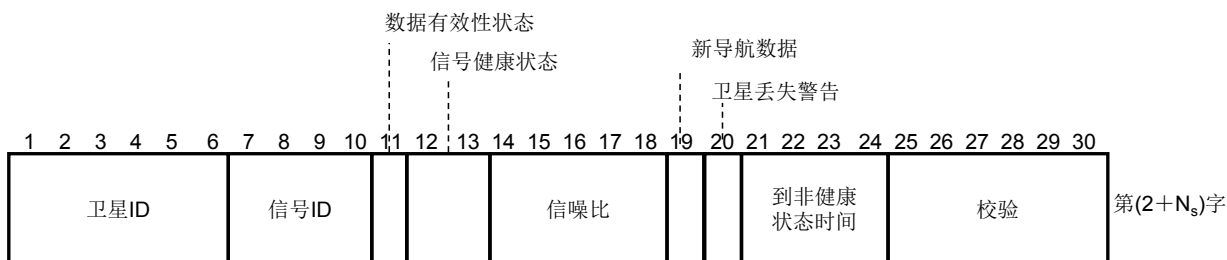 数据有效性状态
信号健康状态
新导航数据
卫星丢失警告
1 2 3 4 5 6 7 8 9 10 11 12 13 14 15 16 17 18 19 20 21 22 23 24 25 26 27 28 29 30
卫星ID 信号ID 信噪比 到非健康 校验 第(2+Nₛ)字
状态时间